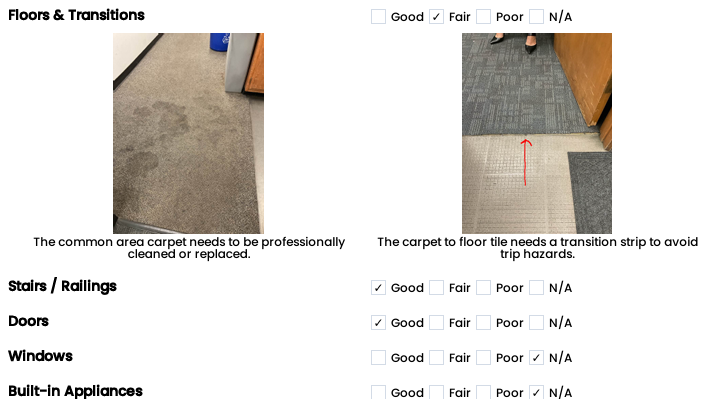 Floors & Transitions
Good ✓ Fair Poor N/A
The common area carpet needs to be professionally
cleaned or replaced.
The carpet to floor tile needs a transition strip to avoid
trip hazards.
Stairs / Railings
✓ Good Fair Poor N/A
Doors
✓ Good Fair Poor N/A
Windows
Good Fair Poor ✓ N/A
Built-in Appliances
Good Fair Poor ✓ N/A